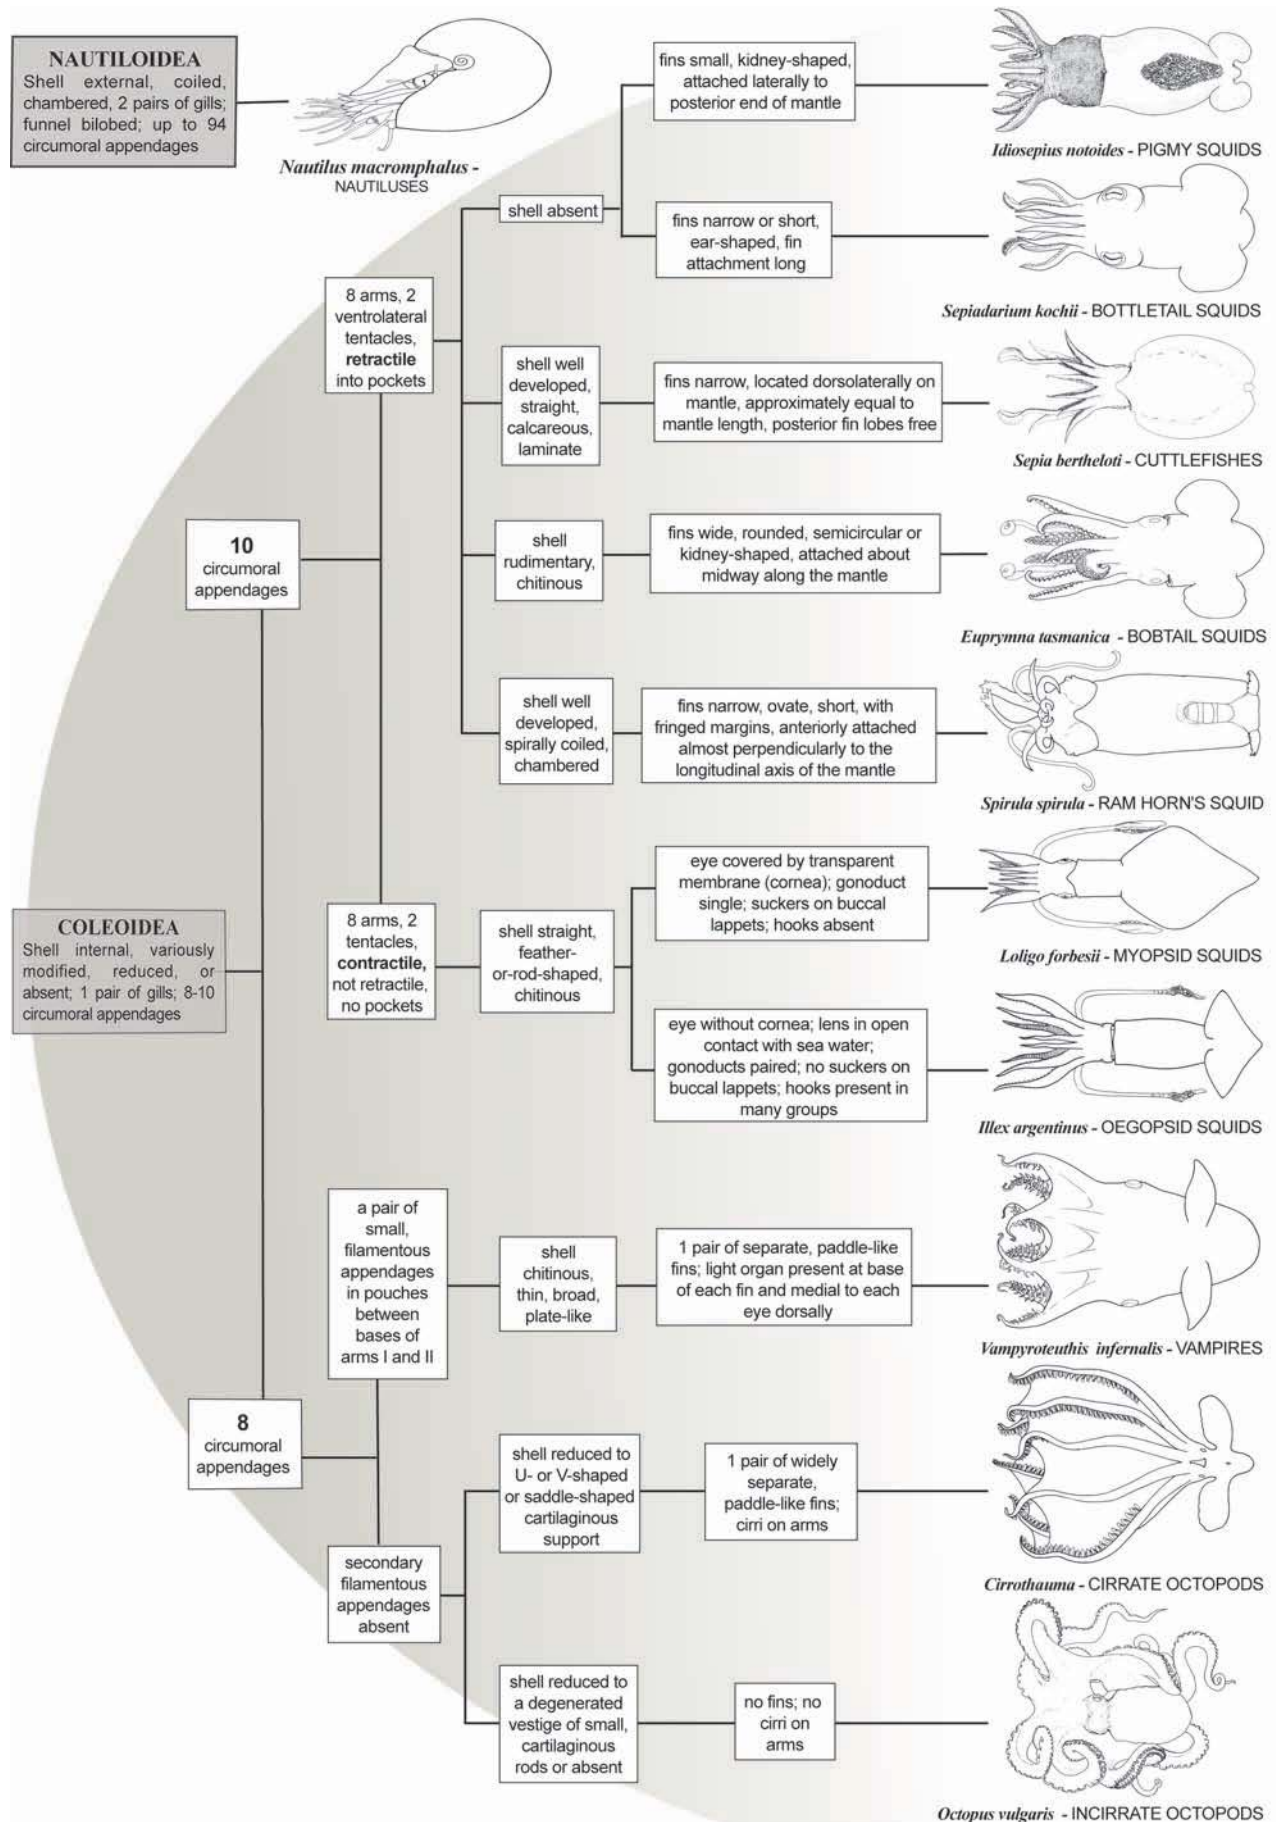 NAUTILOIDEA
Shell external, coiled,
chambered, 2 pairs of gills;
funnel bilobed; up to 94
circumoral appendages
Nautilus macromphalus -
NAUTILUSES
fins small, kidney-shaped,
attached laterally to
posterior end of mantle
Idiosepius notoides - PIGMY SQUIDS
shell absent
fins narrow or short,
ear-shaped, fin
attachment long
Sepiadarium kochii - BOTTLETAIL SQUIDS
8 arms, 2
ventrolateral
tentacles,
retractile
into pockets
shell well
developed,
straight,
calcareous,
laminate
fins narrow, located dorsolaterally on
mantle, approximately equal to
mantle length, posterior fin lobes free
Sepia bertheloti - CUTTLEFISHES
10
circumoral
appendages
shell
rudimentary,
chitinous
fins wide, rounded, semicircular or
kidney-shaped, attached about
midway along the mantle
Euprymna tasmanica - BOBTAIL SQUIDS
shell well
developed,
spirally coiled,
chambered
fins narrow, ovate, short, with
fringed margins, anteriorly attached
almost perpendicularly to the
longitudinal axis of the mantle
Spirula spirula - RAM HORN'S SQUID
COLEOIDEA
Shell internal, variously
modified, reduced, or
absent; 1 pair of gills; 8-10
circumoral appendages
8 arms, 2
tentacles,
contractile,
not retractile,
no pockets
shell straight,
feather-
or-rod-shaped,
chitinous
eye covered by transparent
membrane (cornea); gonoduct
single; suckers on buccal
lappets; hooks absent
Loligo forbesii - MYOPSID SQUIDS
eye without cornea; lens in open
contact with sea water;
gonoducts paired; no suckers on
buccal lappets; hooks present in
many groups
Illex argentinus - OEGOPSID SQUIDS
a pair of
small,
filamentous
appendages
in pouches
between
bases of
arms I and II
shell
chitinous,
thin, broad,
plate-like
1 pair of separate, paddle-like
fins; light organ present at base
of each fin and medial to each
eye dorsally
Vampyroteuthis infernalis - VAMPIRES
8
circumoral
appendages
shell reduced to
U- or V-shaped
or saddle-shaped
cartilaginous
support
1 pair of widely
separate,
paddle-like fins;
cirri on arms
Cirrothauma - CIRRATE OCTOPODS
secondary
filamentous
appendages
absent
shell reduced to
a degenerated
vestige of small,
cartilaginous
rods or absent
no fins; no
cirri on
arms
Octopus vulgaris - INCIRRATE OCTOPODS